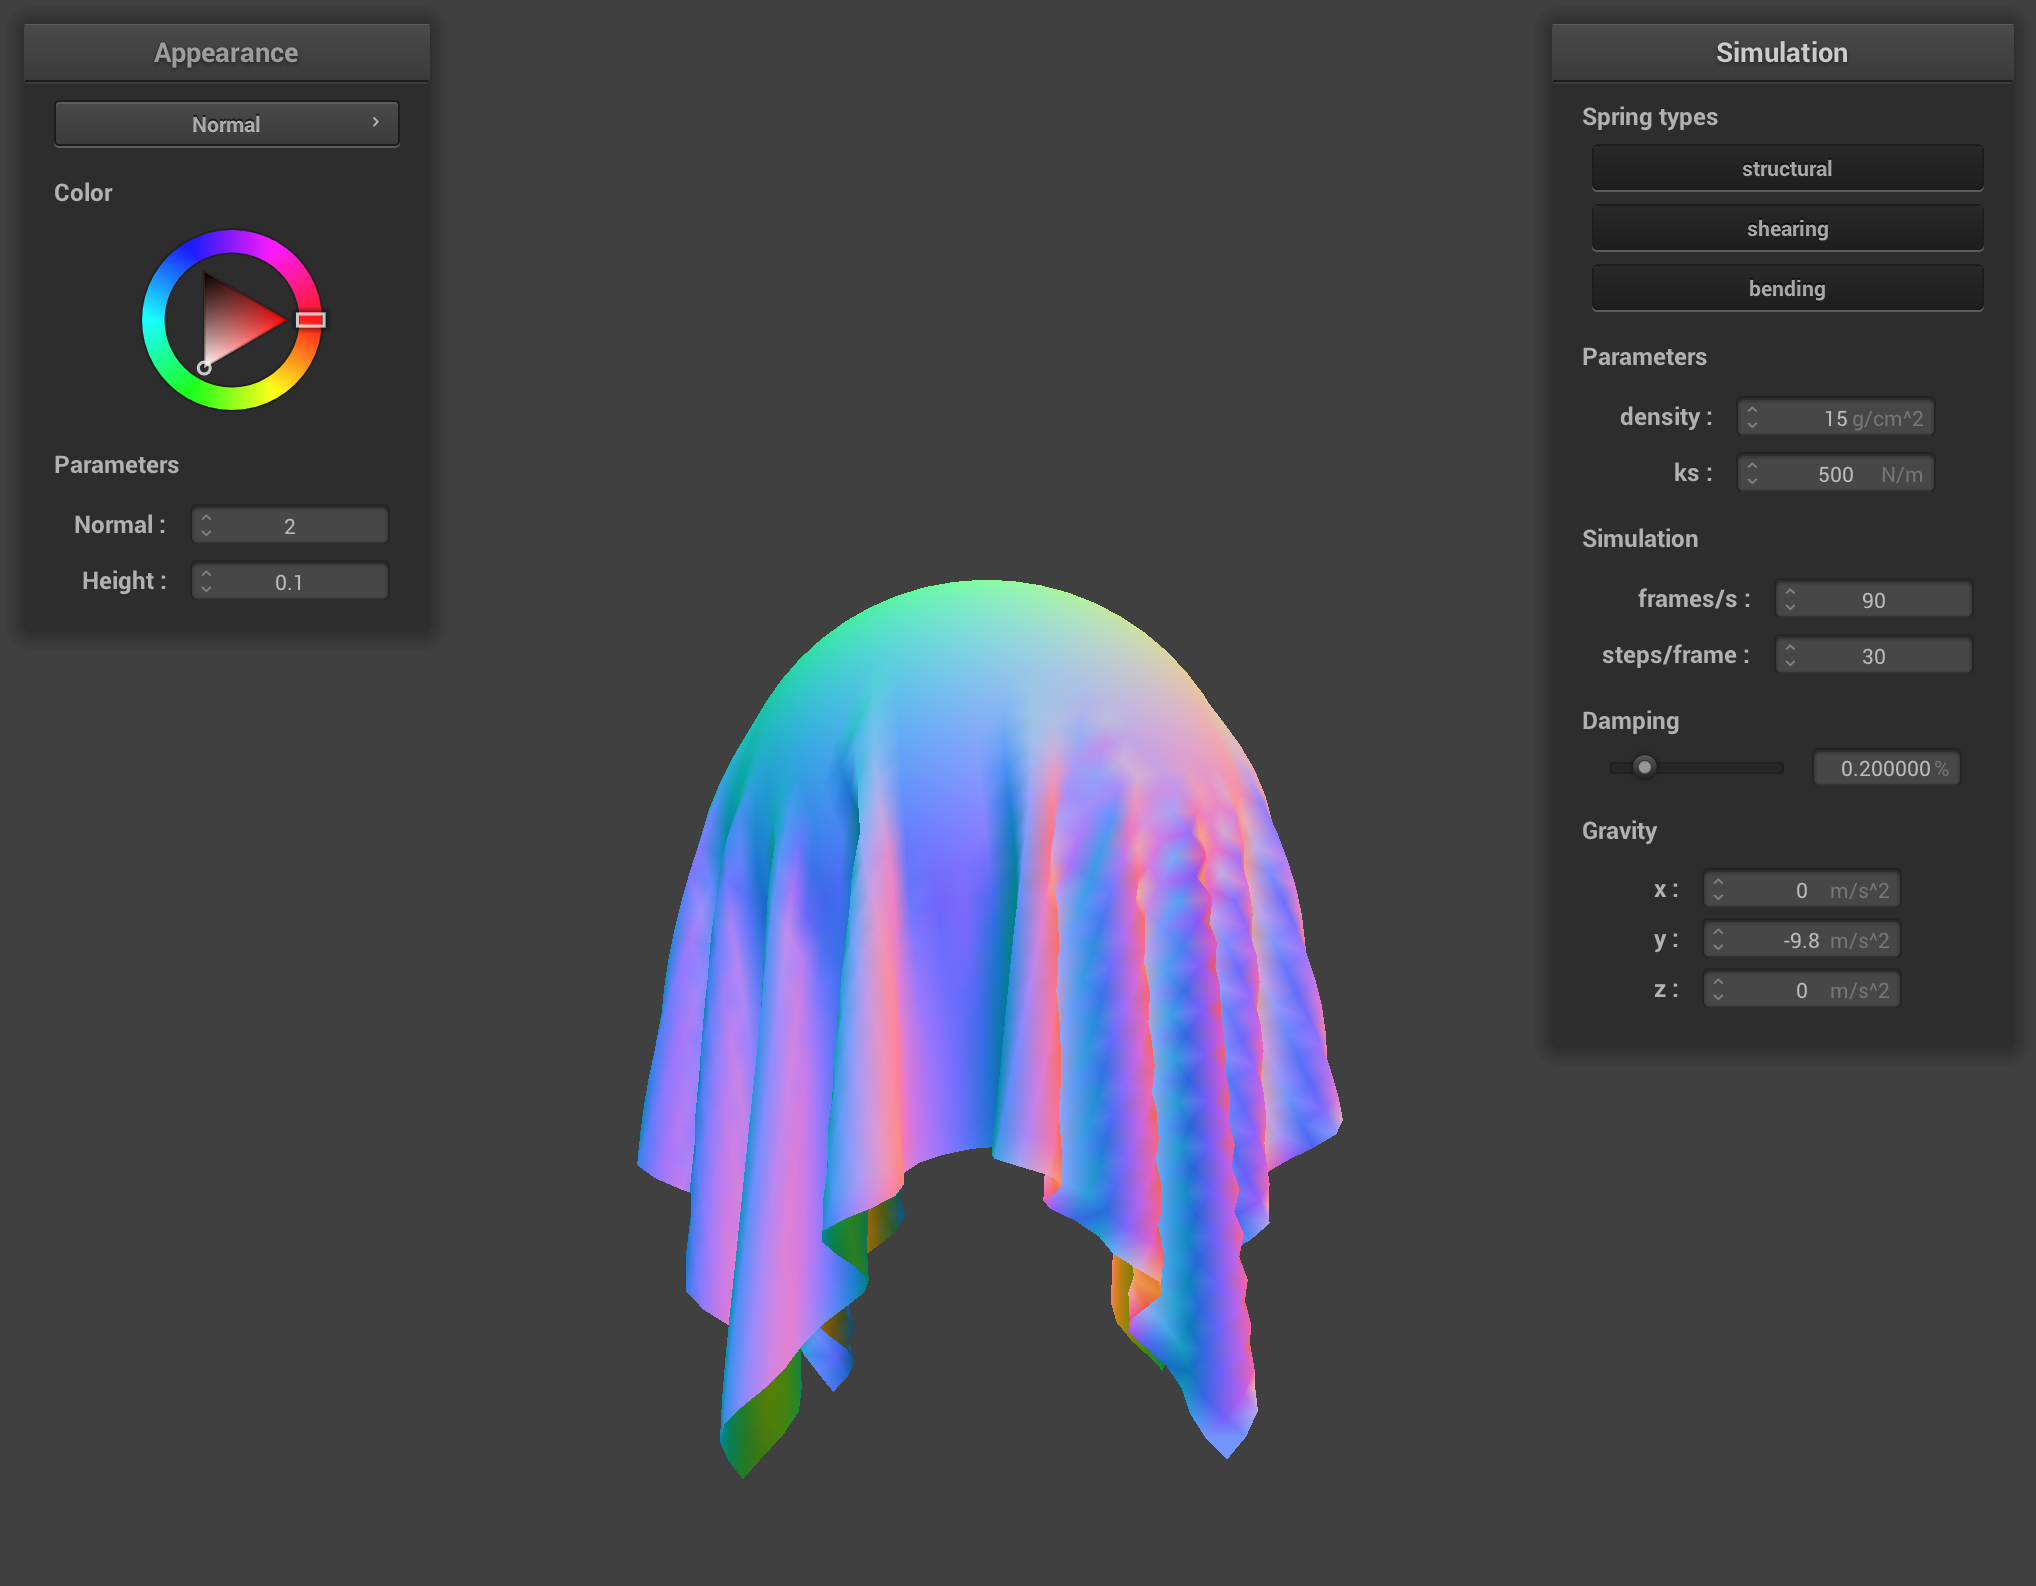 Appearance
Normal
Color
Parameters
Normal : 2
Height : 0.1
Simulation
Spring types
structural
shearing
bending
Parameters
density : 15 g/cm^2
ks : 500 N/m
Simulation
frames/s : 90
steps/frame : 30
Damping
0.200000 %
Gravity
x : 0 m/s^2
y : -9.8 m/s^2
z : 0 m/s^2